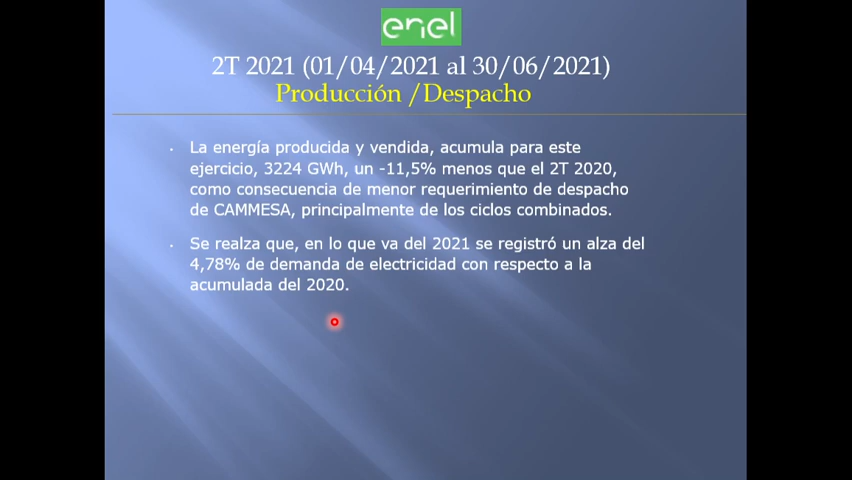 enel
2T 2021 (01/04/2021 al 30/06/2021)
Producción /Despacho
La energía producida y vendida, acumula para este
ejercicio, 3224 GWh, un -11,5% menos que el 2T 2020,
como consecuencia de menor requerimiento de despacho
de CAMMESA, principalmente de los ciclos combinados.
Se realza que, en lo que va del 2021 se registró un alza del
4,78% de demanda de electricidad con respecto a la
acumulada del 2020.